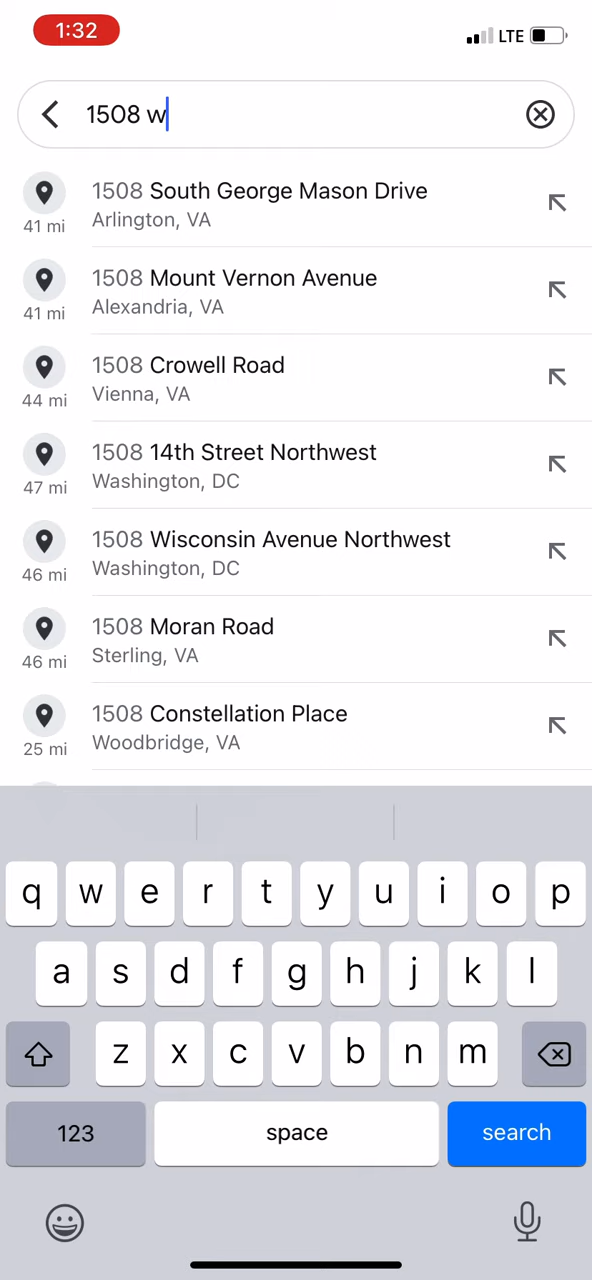 1:32
LTE
1508 w
1508 South George Mason Drive
Arlington, VA
41 mi
1508 Mount Vernon Avenue
Alexandria, VA
41 mi
1508 Crowell Road
Vienna, VA
44 mi
1508 14th Street Northwest
Washington, DC
47 mi
1508 Wisconsin Avenue Northwest
Washington, DC
46 mi
1508 Moran Road
Sterling, VA
46 mi
1508 Constellation Place
Woodbridge, VA
25 mi
q w e r t y u i o p
a s d f g h j k l
z x c v b n m
123 space search